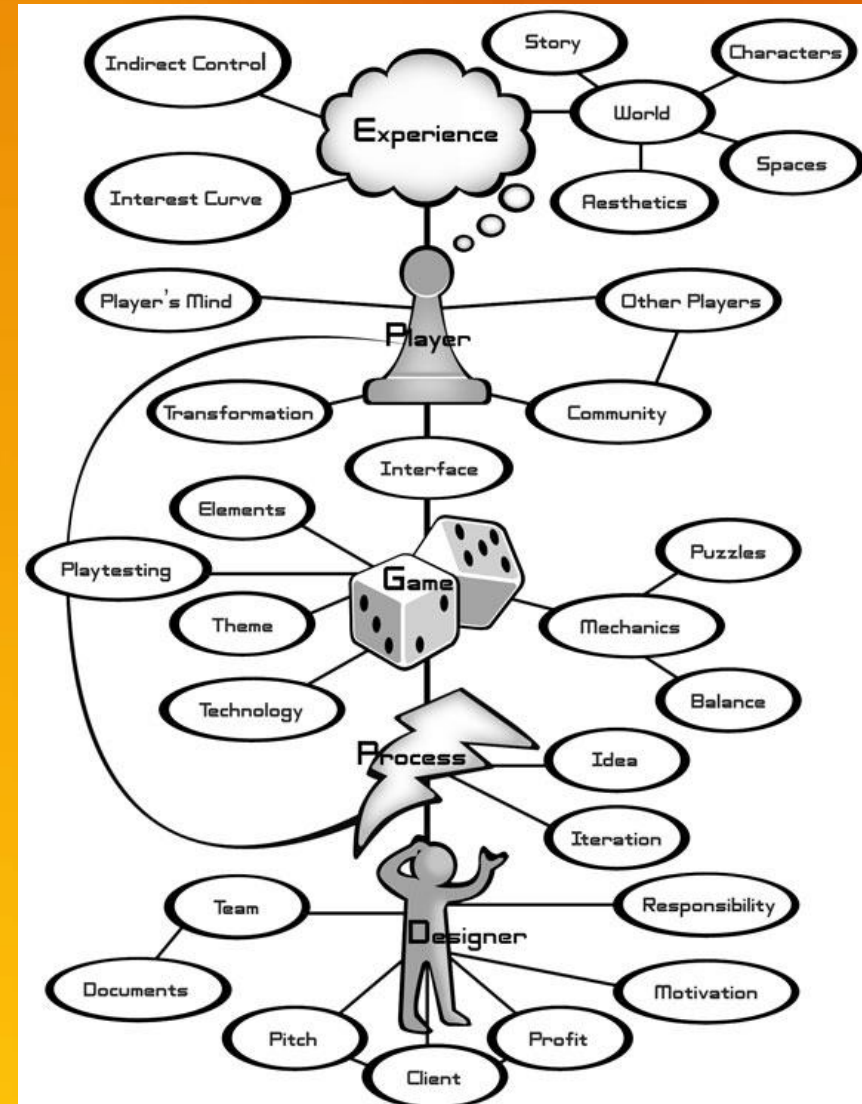 Story
Characters
Indirect Control
World
Experience
Spaces
Interest Curve
Aesthetics
Player's Mind
Other Players
Player
Transformation
Community
Interface
Elements
Puzzles
Playtesting
Game
Theme
Mechanics
Technology
Balance
Process
Idea
Iteration
Team
Responsibility
Designer
Documents
Motivation
Pitch
Profit
Client